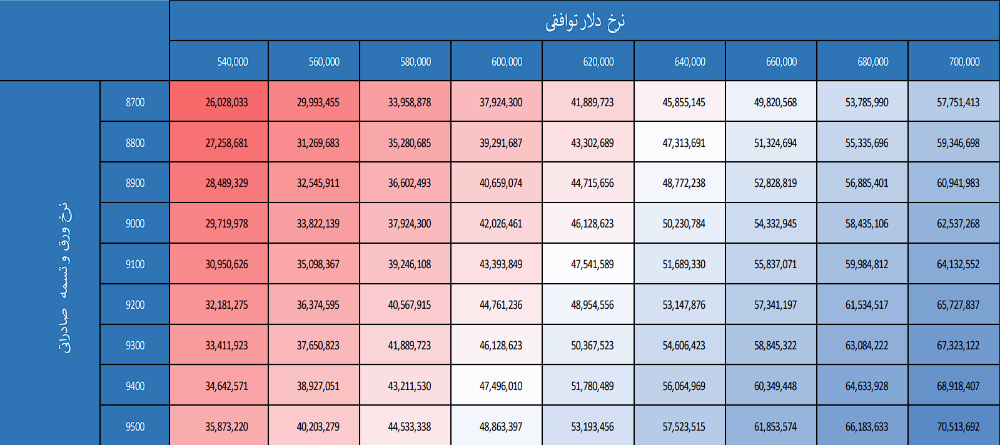 نرخ دلار توافقی
540,000 560,000 580,000 600,000 620,000 640,000 660,000 680,000 700,000
نرخ ورق و تسمه صادراتی
8700 26,028,033 29,993,455 33,958,878 37,924,300 41,889,723 45,855,145 49,820,568 53,785,990 57,751,413
8800 27,258,681 31,269,683 35,280,685 39,291,687 43,302,689 47,313,691 51,324,694 55,335,696 59,346,698
8900 28,489,329 32,545,911 36,602,493 40,659,074 44,715,656 48,772,238 52,828,819 56,885,401 60,941,983
9000 29,719,978 33,822,139 37,924,300 42,026,461 46,128,623 50,230,784 54,332,945 58,435,106 62,537,268
9100 30,950,626 35,098,367 39,246,108 43,393,849 47,541,589 51,689,330 55,837,071 59,984,812 64,132,552
9200 32,181,275 36,374,595 40,567,915 44,761,236 48,954,556 53,147,876 57,341,197 61,534,517 65,727,837
9300 33,411,923 37,650,823 41,889,723 46,128,623 50,367,523 54,606,423 58,845,322 63,084,222 67,323,122
9400 34,642,571 38,927,051 43,211,530 47,496,010 51,780,489 56,064,969 60,349,448 64,633,928 68,918,407
9500 35,873,220 40,203,279 44,533,338 48,863,397 53,193,456 57,523,515 61,853,574 66,183,633 70,513,692